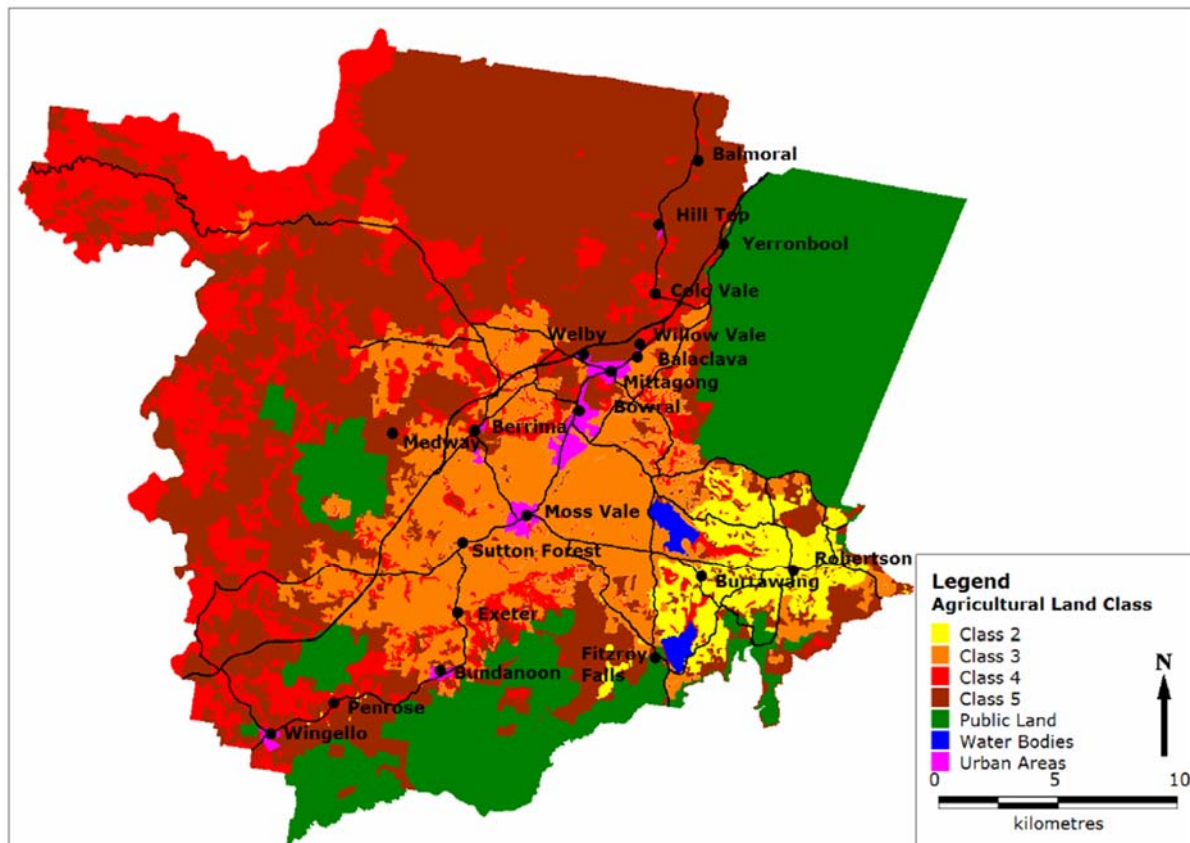 Balmoral
Hill Top
Yerronbool
Colo Vale
Welby
Willow Vale
Balaclava
Mittagong
Bowral
Berrima
Medway
Moss Vale
Sutton Forest
Robertson
Burrawang
Exeter
Fitzroy
Falls
Bundanoon
Penrose
Wingello
Legend
Agricultural Land Class
Class 2
Class 3
Class 4
Class 5
Public Land
Water Bodies
Urban Areas
N
0 5 10
kilometres